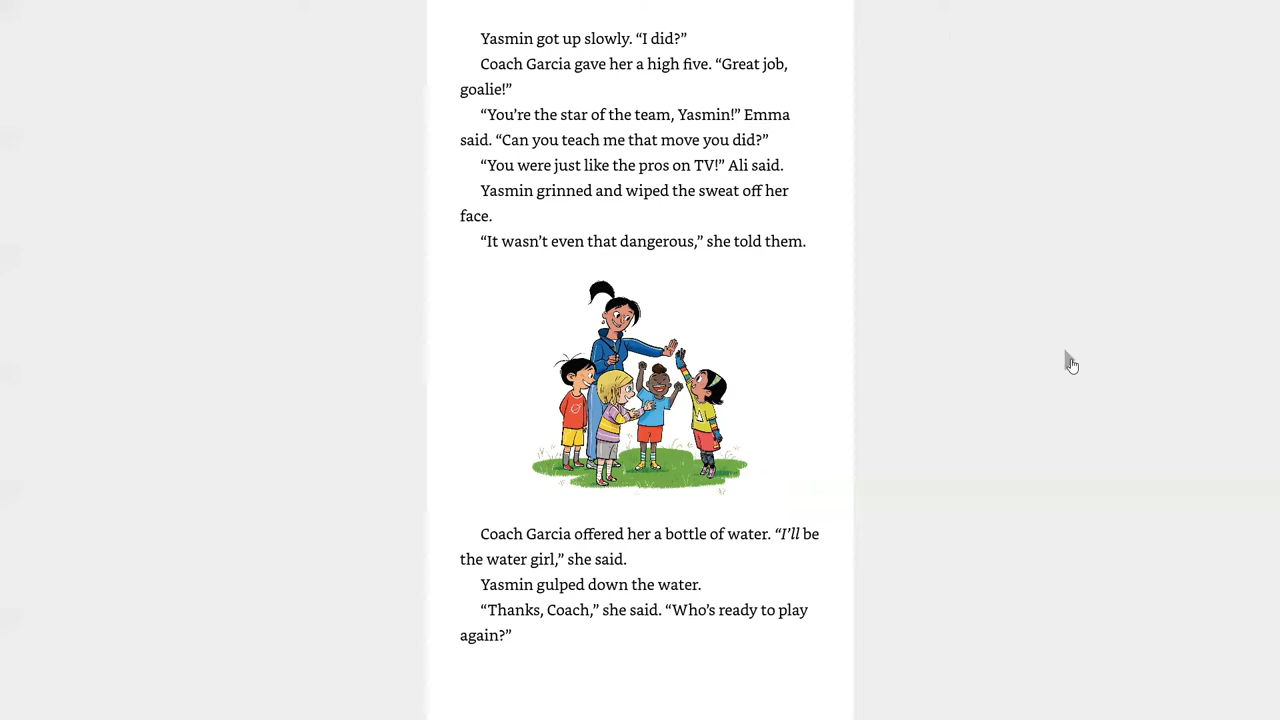 Yasmin got up slowly. “I did?”
Coach Garcia gave her a high five. “Great job,
goalie!”
“You’re the star of the team, Yasmin!” Emma
said. “Can you teach me that move you did?”
“You were just like the pros on TV!” Ali said.
Yasmin grinned and wiped the sweat off her
face.
“It wasn’t even that dangerous,” she told them.
Coach Garcia offered her a bottle of water. “I’ll be
the water girl,” she said.
Yasmin gulped down the water.
“Thanks, Coach,” she said. “Who’s ready to play
again?”